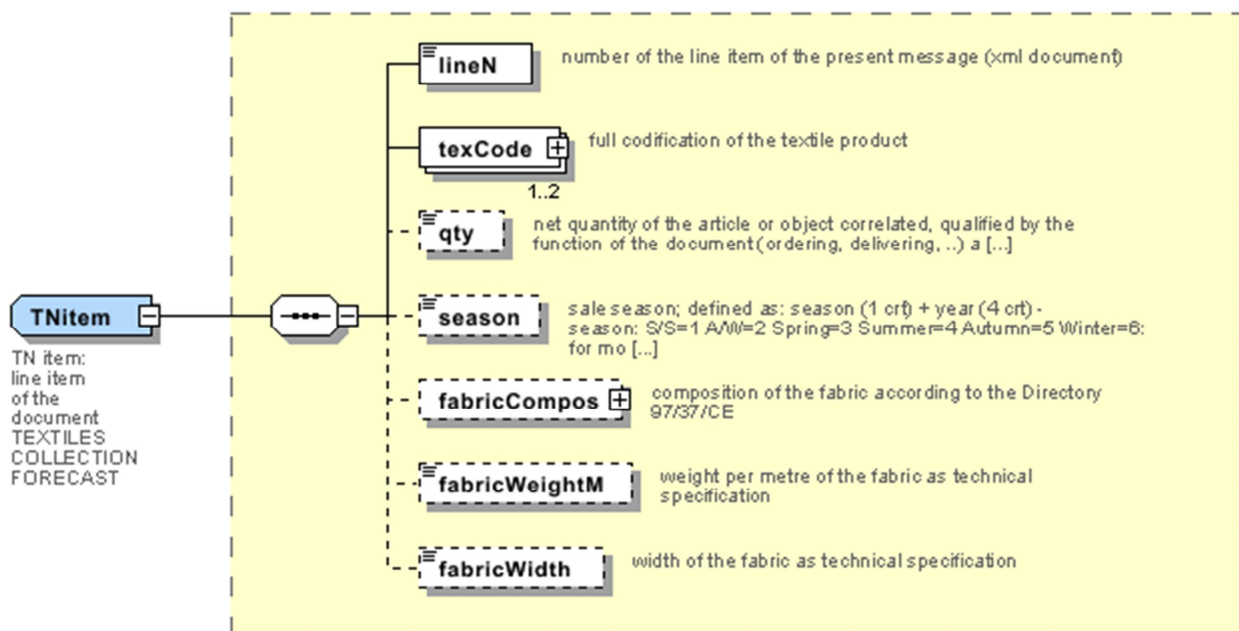 lineN
number of the line item of the present message (xml document)
texCode
full codification of the textile product
1..2
qty
net quantity of the article or object correlated, qualified by the
function of the document (ordering, delivering, ..) a [...]
TNitem
TN item:
line item
of the
document
TEXTILES
COLLECTION
FORECAST
season
sale season; defined as: season (1 crt) + year (4 crt) -
season: S/S=1 A/W=2 Spring=3 Summer=4 Autumn=5 Winter=6:
for mo [...]
fabricCompos
composition of the fabric according to the Directory
97/37/CE
fabricWeightM
weight per metre of the fabric as technical
specification
fabricWidth
width of the fabric as technical specification